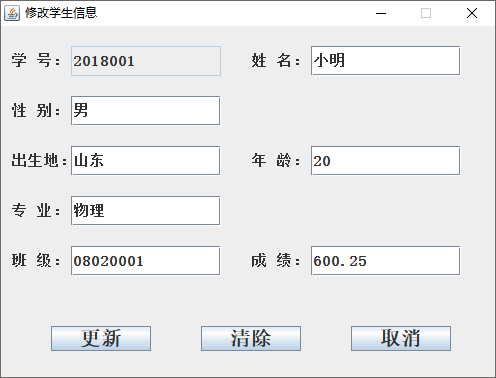 修改学生信息
学 号：2018001 姓 名：小明
性 别：男
出生地：山东 年 龄：20
专 业：物理
班 级：08020001 成 绩：600.25
更新 清除 取消